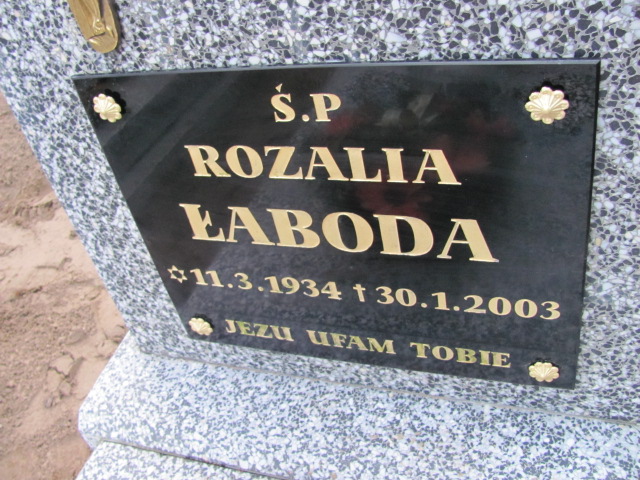 Ś.P
ROZALIA
ŁABODA
✡ 11.3.1934 † 30.1.2003
JEZU UFAM TOBIE